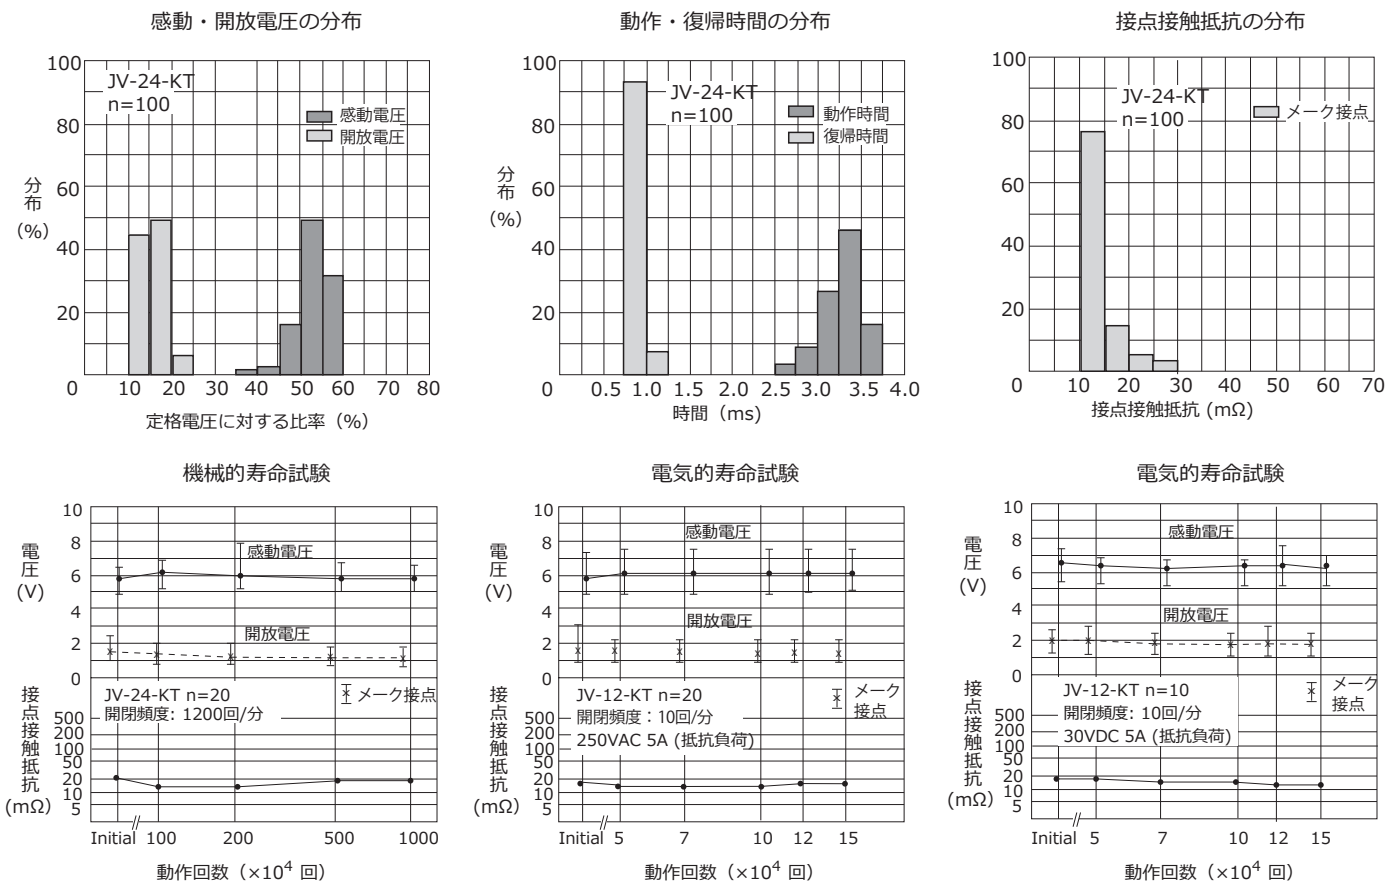 感動・開放電圧の分布
100
80
60
40
20
0
分布
(%)
JV-24-KT
n=100
感動電圧
開放電圧
10 20 30 40 50 60 70 80
定格電圧に対する比率（%）
動作・復帰時間の分布
100
80
60
40
20
0
分布
(%)
JV-24-KT
n=100
動作時間
復帰時間
0.5 1.0 1.5 2.0 2.5 3.0 3.5 4.0
時間（ms)
接点接触抵抗の分布
100
80
60
40
20
0
JV-24-KT
n=100
メーク接点
10 20 30 50 60 70
接点接触抵抗 (mΩ)
機械的寿命試験
電圧
(V)
10
8
6
4
2
0
感動電圧
開放電圧
JV-24-KT n=20
開閉頻度: 1200回/分
メーク接点
接点接触抵抗
(mΩ)
500
200
100
50
20
10
5
Initial 100 200 500 1000
動作回数（×10⁴ 回）
電気的寿命試験
電圧
(V)
10
8
6
4
2
0
感動電圧
開放電圧
JV-12-KT n=20
開閉頻度：10回/分
250VAC 5A (抵抗負荷)
メーク
接点
接点接触抵抗
(mΩ)
500
200
100
50
20
10
5
Initial 5 7 10 12 15
動作回数（×10⁴ 回）
電気的寿命試験
電圧
(V)
10
8
6
4
2
0
感動電圧
開放電圧
JV-12-KT n=10
開閉頻度: 10回/分
30VDC 5A (抵抗負荷)
メーク
接点
接点接触抵抗
(mΩ)
500
200
100
50
20
10
5
Initial 5 7 10 12 15
動作回数（×10⁴ 回）